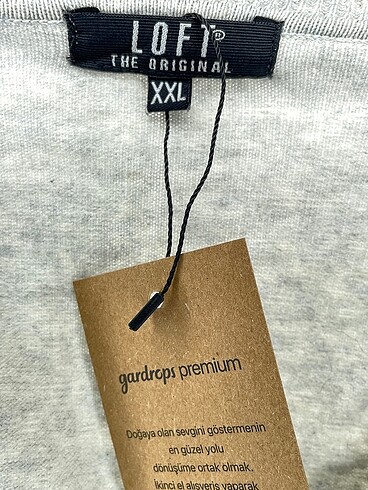 LOFT
THE ORIGINAL
XXL
gardrops premium
Doğaya olan sevgini göstermenin
en güzel yolu
dönüşüme ortak olmak.
İkinci el alışveriş yaparak